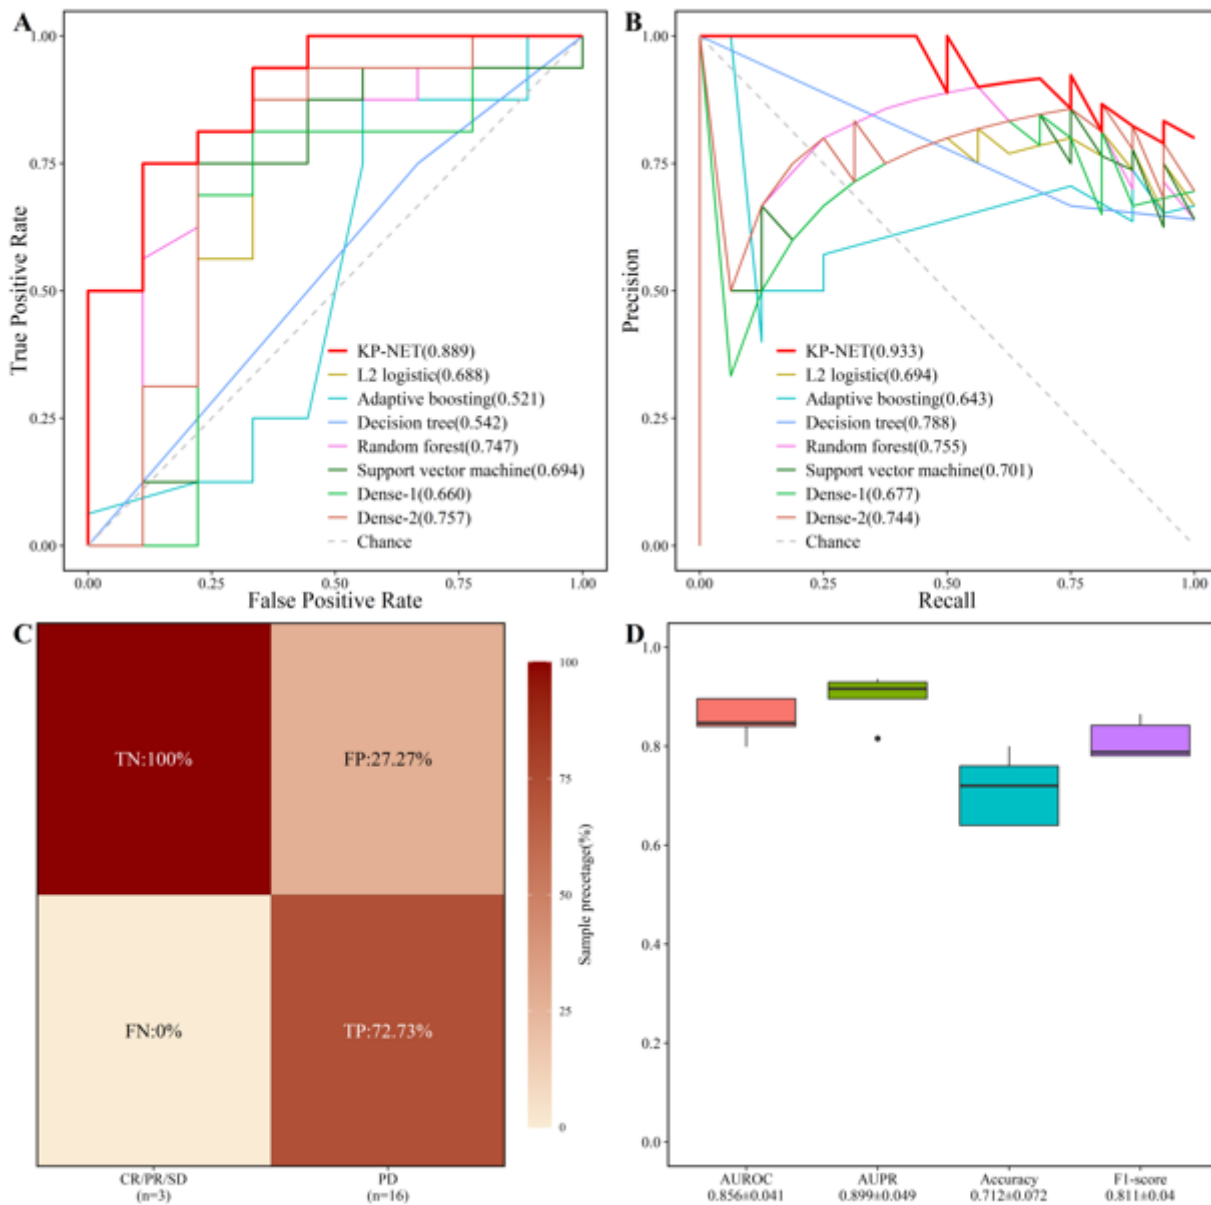 A
True Positive Rate
1.00
0.75
0.50
0.25
0.00
KP-NET(0.889)
L2 logistic(0.688)
Adaptive boosting(0.521)
Decision tree(0.542)
Random forest(0.747)
Support vector machine(0.694)
Dense-1(0.660)
Dense-2(0.757)
Chance
0.00 0.25 0.50 0.75 1.00
False Positive Rate
B
Precision
1.00
0.75
0.50
0.25
0.00
KP-NET(0.933)
L2 logistic(0.694)
Adaptive boosting(0.643)
Decision tree(0.788)
Random forest(0.755)
Support vector machine(0.701)
Dense-1(0.677)
Dense-2(0.744)
Chance
0.00 0.25 0.50 0.75 1.00
Recall
C
TN:100%
FP:27.27%
FN:0%
TP:72.73%
CR/PR/SD
(n=3)
PD
(n=16)
100
75
50
25
0
Sample precetage(%)
D
1.0
0.8
0.6
0.4
0.2
0.0
AUROC
0.856±0.041
AUPR
0.899±0.049
Accuracy
0.712±0.072
F1-score
0.811±0.04